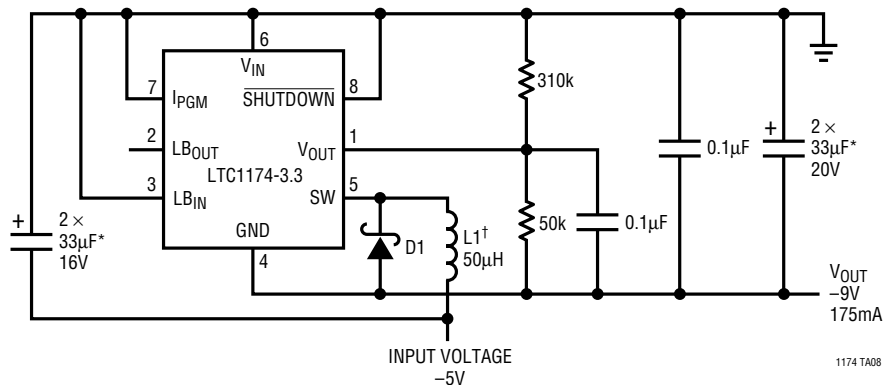 6
V_IN
7
I_PGM
SHUTDOWN
8
310k
2
LB_OUT
V_OUT
1
LTC1174-3.3
3
LB_IN
SW
5
GND
4
+
2 ×
33µF*
16V
D1
L1†
50µH
50k
0.1µF
0.1µF
+
2 ×
33µF*
20V
V_OUT
–9V
175mA
INPUT VOLTAGE
–5V
1174 TA08